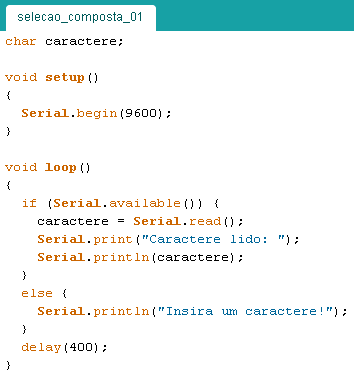 selecao_composta_01
char caractere;
void setup()
{
Serial.begin(9600);
}
void loop()
{
if (Serial.available()) {
caractere = Serial.read();
Serial.print("Caractere lido: ");
Serial.println(caractere);
}
else {
Serial.println("Insira um caractere!");
}
delay(400);
}